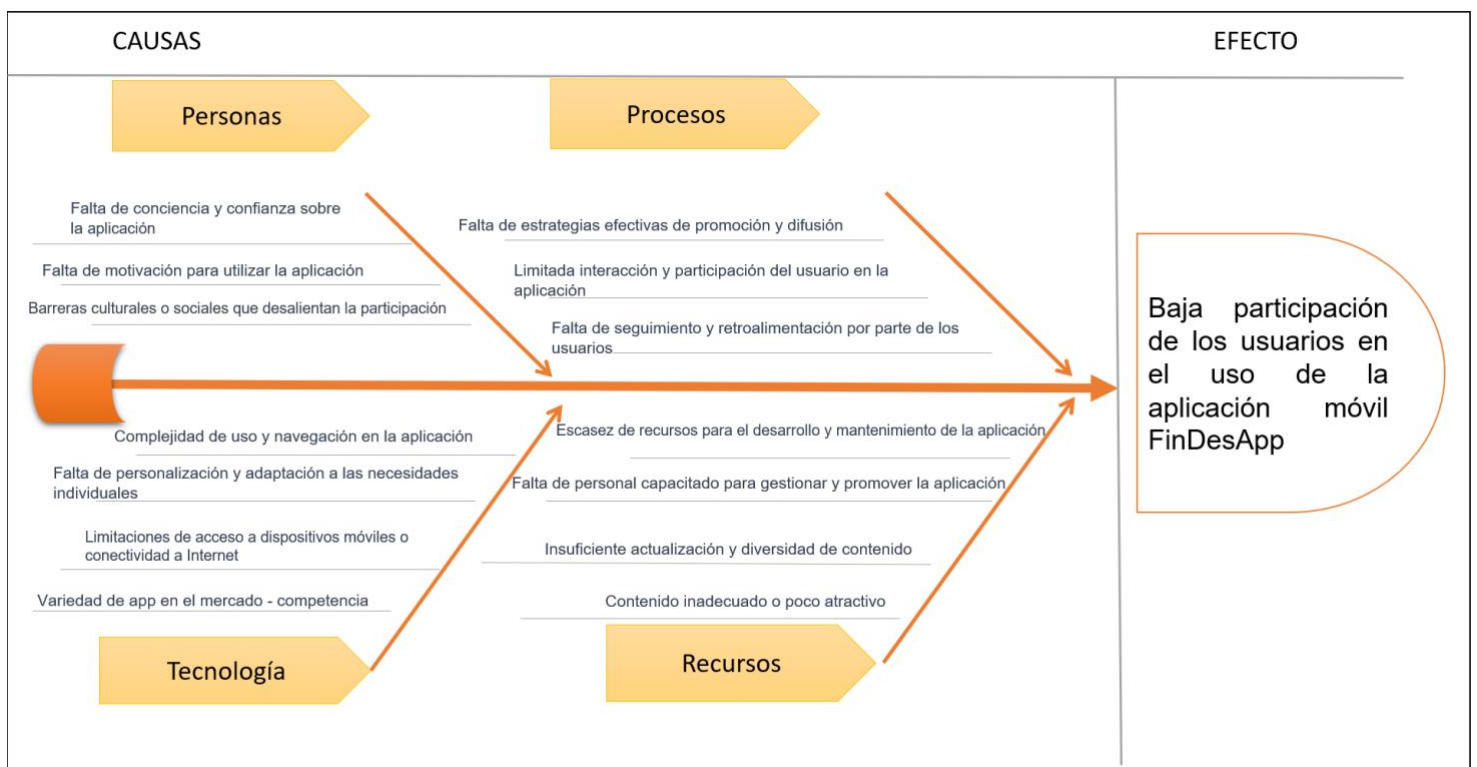 CAUSAS
EFECTO
Personas
Procesos
Falta de conciencia y confianza sobre
la aplicación
Falta de motivación para utilizar la aplicación
Barreras culturales o sociales que desalientan la participación
Falta de estrategias efectivas de promoción y difusión
Limitada interacción y participación del usuario en la
aplicación
Falta de seguimiento y retroalimentación por parte de los
usuarios
Baja participación
de los usuarios en
el uso de la
aplicación móvil
FinDesApp
Complejidad de uso y navegación en la aplicación
Falta de personalización y adaptación a las necesidades
individuales
Limitaciones de acceso a dispositivos móviles o
conectividad a Internet
Variedad de app en el mercado - competencia
Escasez de recursos para el desarrollo y mantenimiento de la aplicación
Falta de personal capacitado para gestionar y promover la aplicación
Insuficiente actualización y diversidad de contenido
Contenido inadecuado o poco atractivo
Tecnología
Recursos